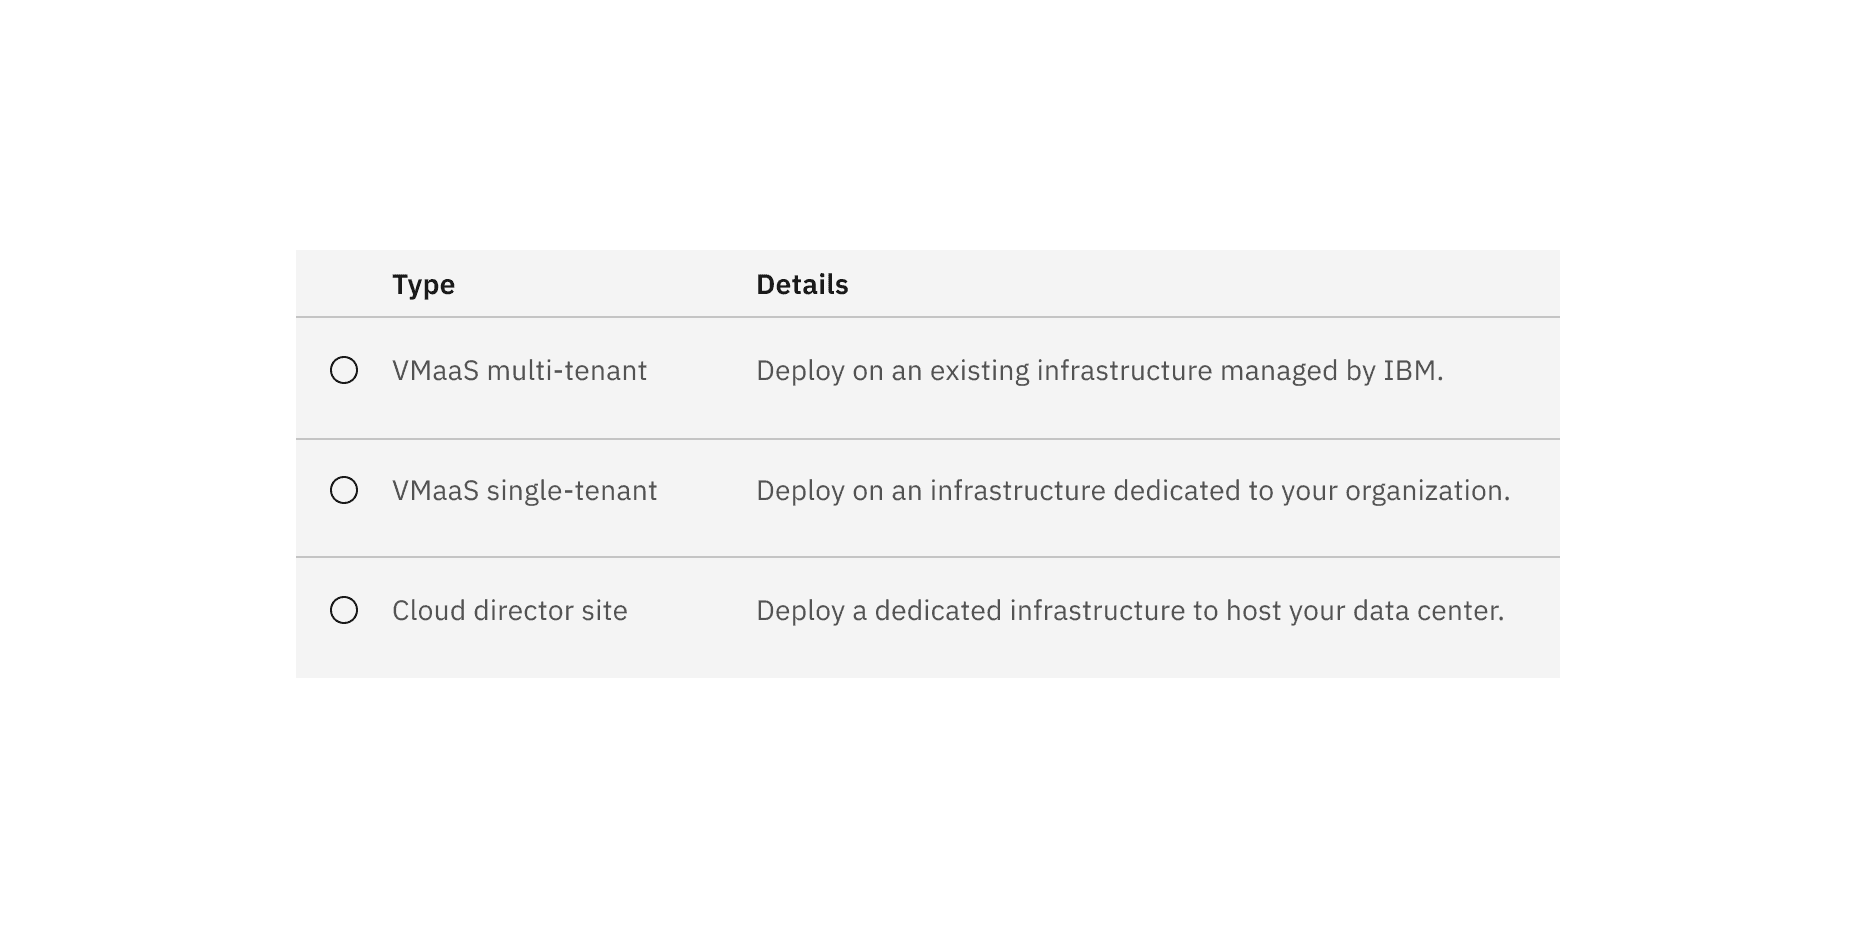 Type Details
VMaaS multi-tenant Deploy on an existing infrastructure managed by IBM.
VMaaS single-tenant Deploy on an infrastructure dedicated to your organization.
Cloud director site Deploy a dedicated infrastructure to host your data center.